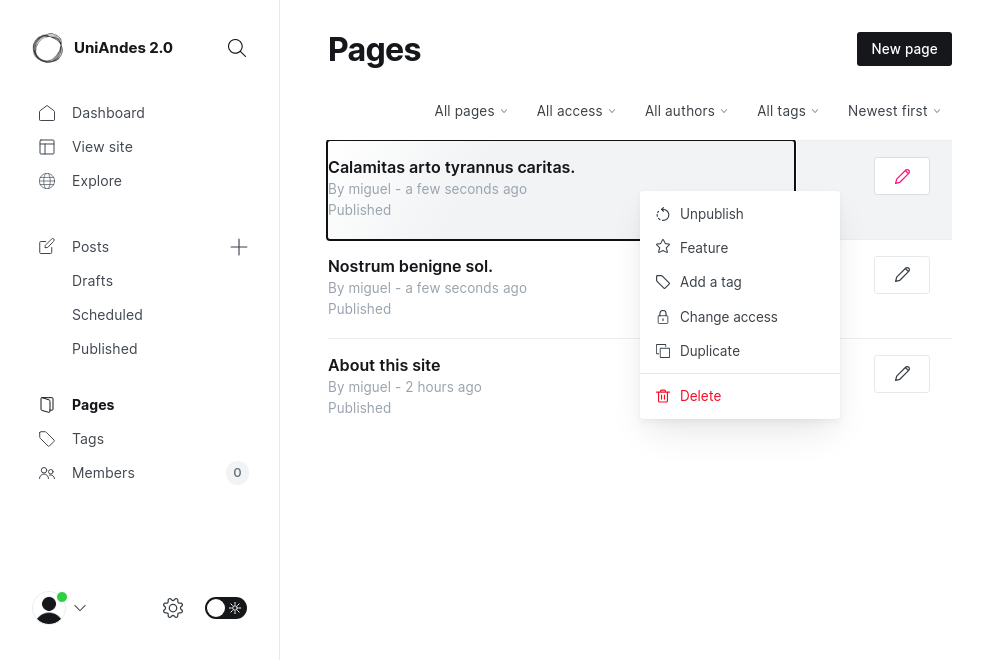 UniAndes 2.0
Dashboard
View site
Explore
Posts
Drafts
Scheduled
Published
Pages
Tags
Members
0
Pages
New page
All pages
All access
All authors
All tags
Newest first
Calamitas arto tyrannus caritas.
By miguel - a few seconds ago
Published
Nostrum benigne sol.
By miguel - a few seconds ago
Published
About this site
By miguel - 2 hours ago
Published
Unpublish
Feature
Add a tag
Change access
Duplicate
Delete